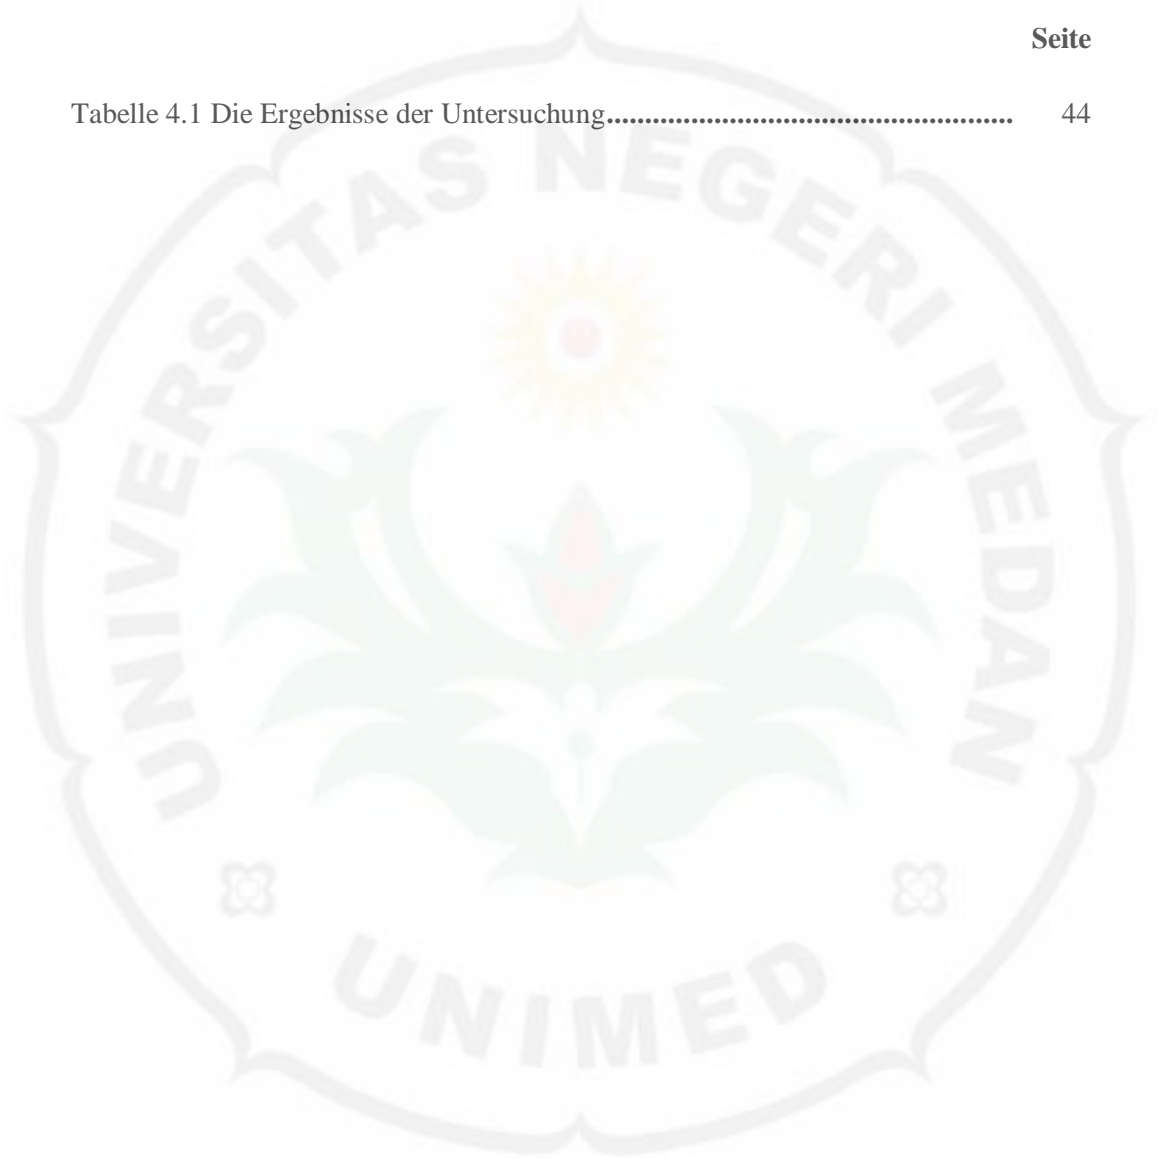 Seite
Tabelle 4.1 Die Ergebnisse der Untersuchung..................................................... 44
UNIVERSITAS NEGERI MEDAN
UNIMED